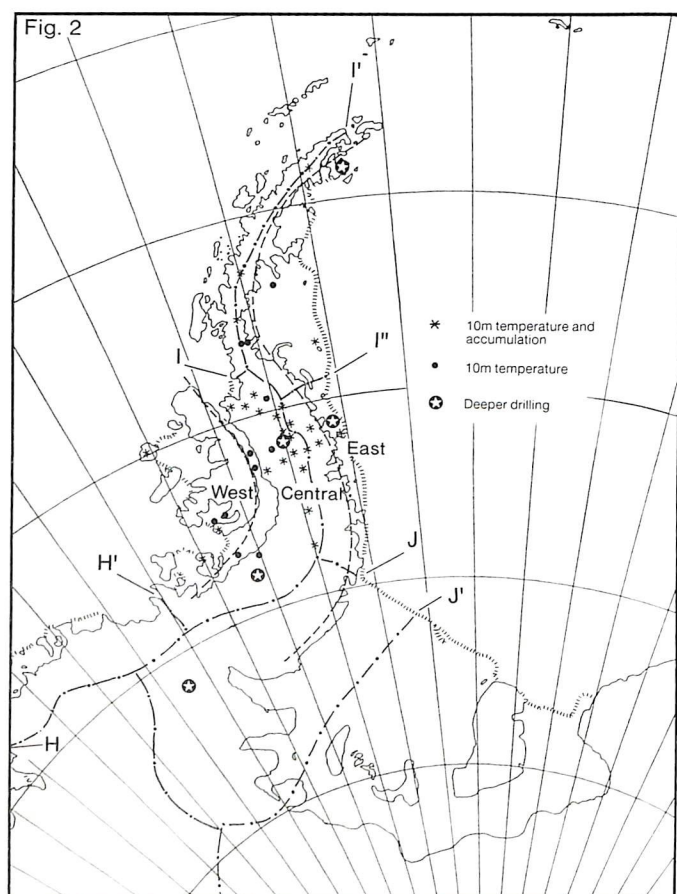 Fig. 2
I'
10m temperature and
accumulation
10m temperature
Deeper drilling
I
I"
East
West
Central
H'
J
J'
H